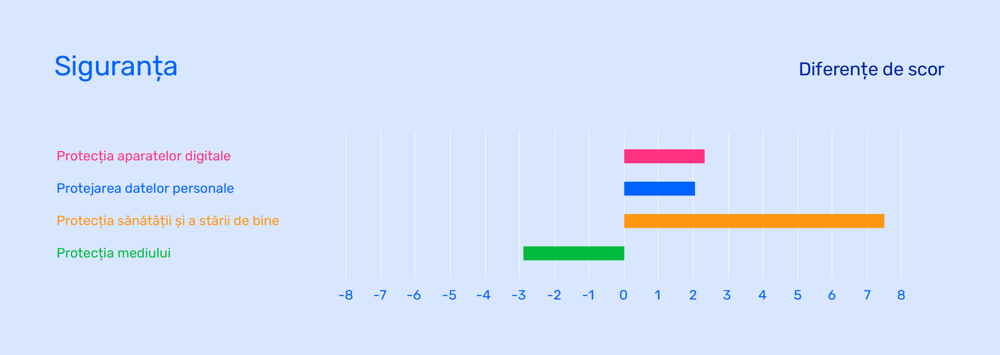 Siguranța
Diferențe de scor
Protecția aparatelor digitale
Protejarea datelor personale
Protecția sănătății și a stării de bine
Protecția mediului
-8 -7 -6 -5 -4 -3 -2 -1 0 1 2 3 4 5 6 7 8